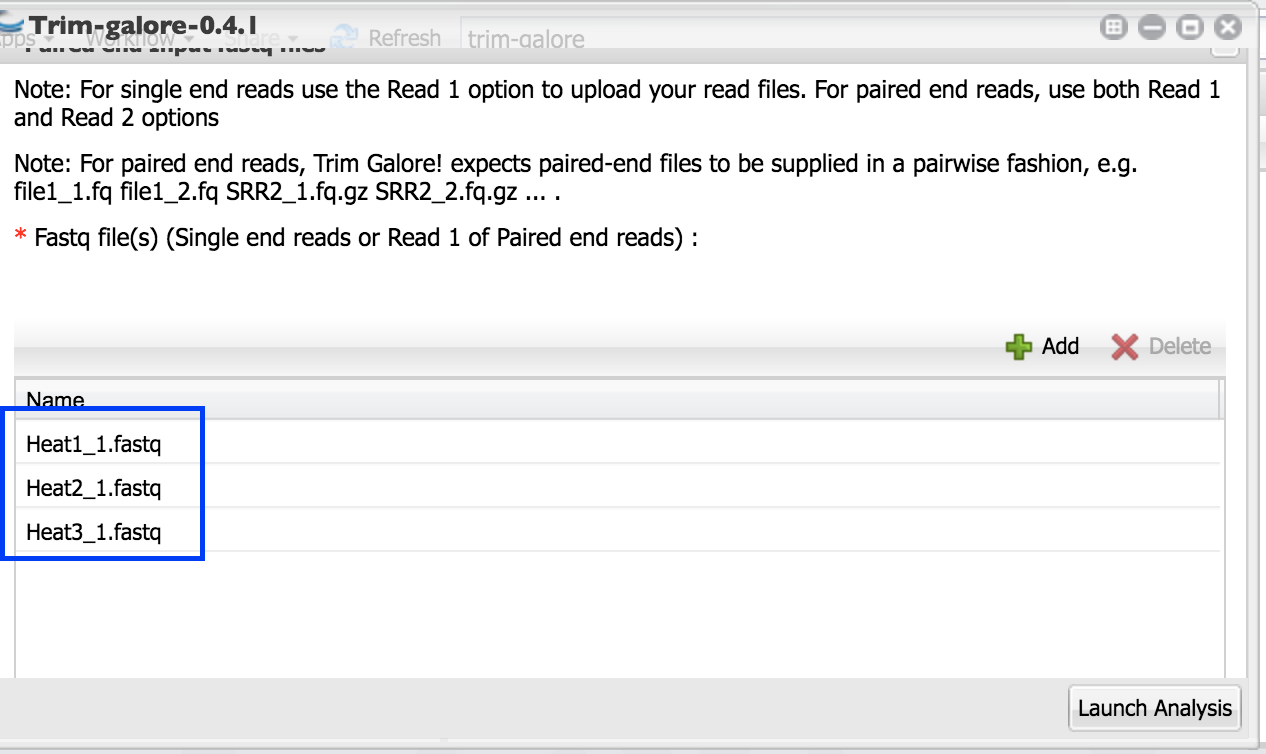 Trim-galore-0.4.1
Apps Workflow Share Refresh trim-galore
Paired end input fastq files
Note: For single end reads use the Read 1 option to upload your read files. For paired end reads, use both Read 1
and Read 2 options
Note: For paired end reads, Trim Galore! expects paired-end files to be supplied in a pairwise fashion, e.g.
file1_1.fq file1_2.fq SRR2_1.fq.gz SRR2_2.fq.gz ... .
* Fastq file(s) (Single end reads or Read 1 of Paired end reads) :
Add Delete
Name
Heat1_1.fastq
Heat2_1.fastq
Heat3_1.fastq
Launch Analysis